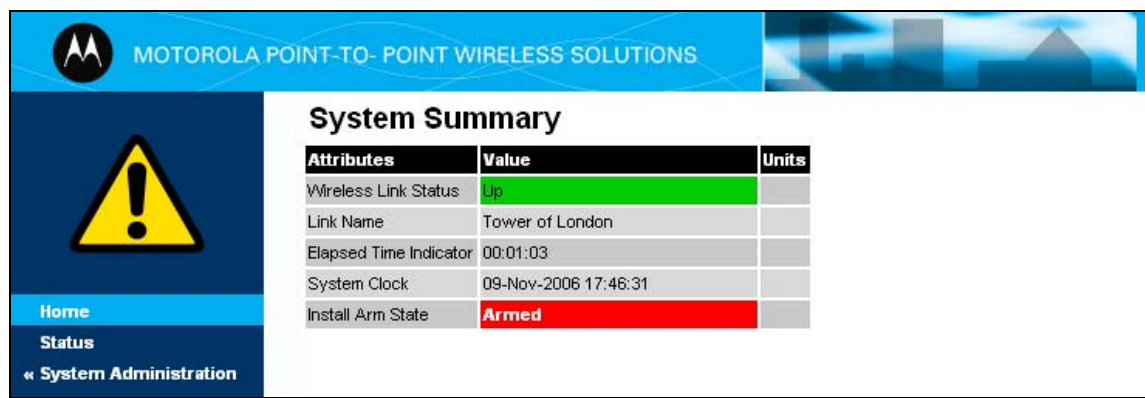 MOTOROLA POINT-TO- POINT WIRELESS SOLUTIONS
System Summary
Attributes Value Units
Wireless Link Status Up
Link Name Tower of London
Elapsed Time Indicator 00:01:03
System Clock 09-Nov-2006 17:46:31
Install Arm State Armed
Home
Status
« System Administration